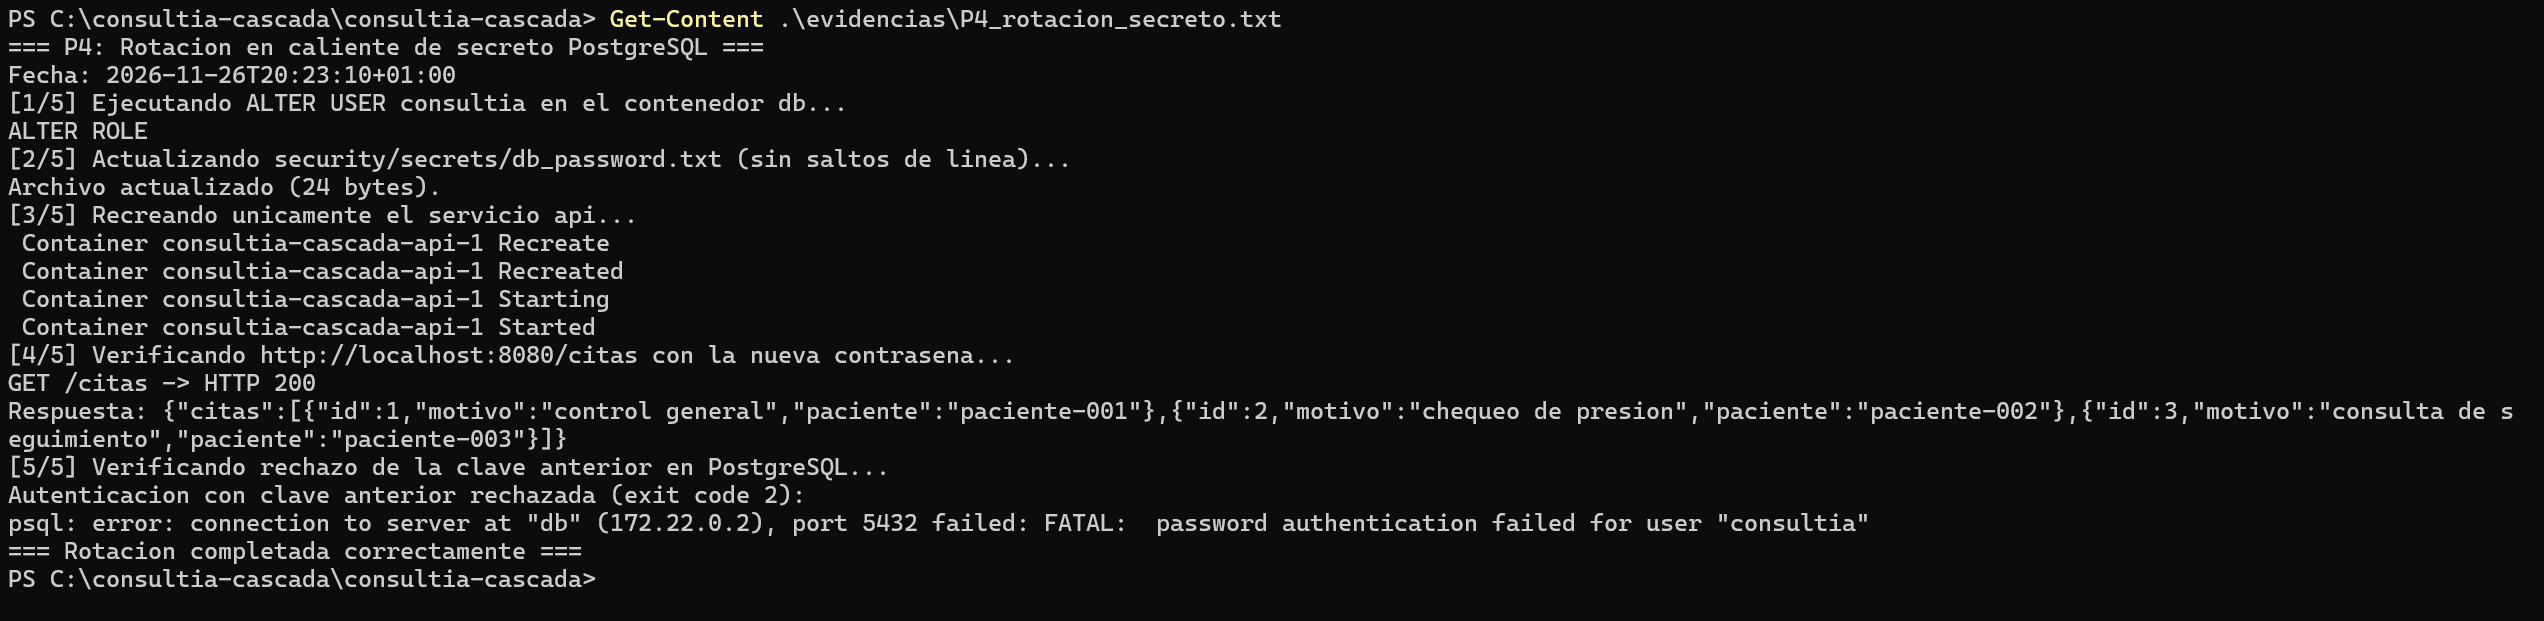 PS C:\consultia-cascada\consultia-cascada> Get-Content .\evidencias\P4_rotacion_secreto.txt
=== P4: Rotacion en caliente de secreto PostgreSQL ===
Fecha: 2026-11-26T20:23:10+01:00
[1/5] Ejecutando ALTER USER consultia en el contenedor db...
ALTER ROLE
[2/5] Actualizando security/secrets/db_password.txt (sin saltos de linea)...
Archivo actualizado (24 bytes).
[3/5] Recreando unicamente el servicio api...
 Container consultia-cascada-api-1 Recreate
 Container consultia-cascada-api-1 Recreated
 Container consultia-cascada-api-1 Starting
 Container consultia-cascada-api-1 Started
[4/5] Verificando http://localhost:8080/citas con la nueva contrasena...
GET /citas -> HTTP 200
Respuesta: {"citas":[{"id":1,"motivo":"control general","paciente":"paciente-001"},{"id":2,"motivo":"chequeo de presion","paciente":"paciente-002"},{"id":3,"motivo":"consulta de s
eguimiento","paciente":"paciente-003"}]}
[5/5] Verificando rechazo de la clave anterior en PostgreSQL...
Autenticacion con clave anterior rechazada (exit code 2):
psql: error: connection to server at "db" (172.22.0.2), port 5432 failed: FATAL:  password authentication failed for user "consultia"
=== Rotacion completada correctamente ===
PS C:\consultia-cascada\consultia-cascada>